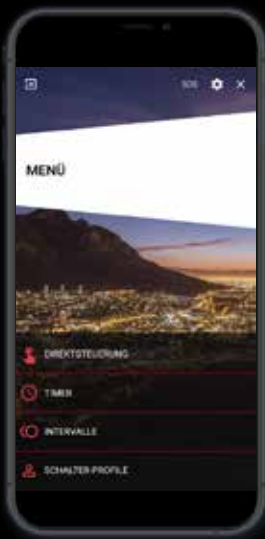 SOS
MENÜ
DIREKTSTEUERUNG
TIMER
INTERVALLE
SCHALTER-PROFILE